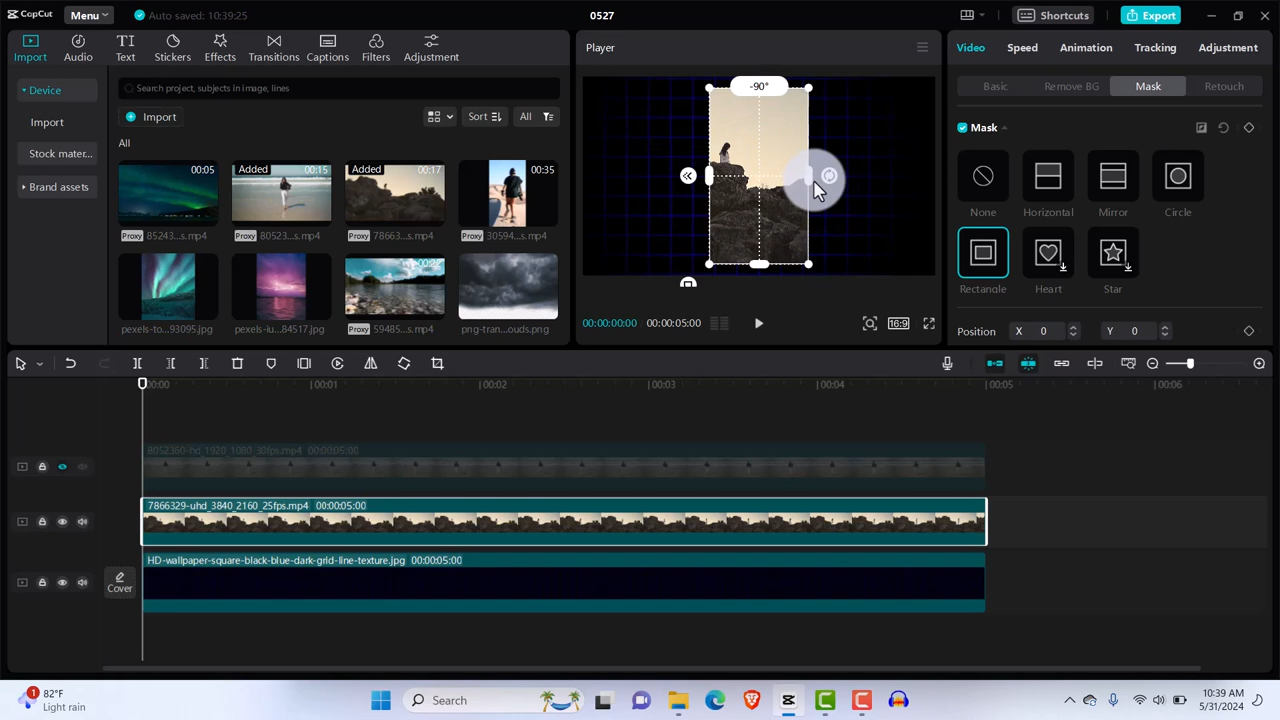 CapCut
Menu
Auto saved: 10:39:25
0527
Shortcuts
Export
Import
Audio
Text
Stickers
Effects
Transitions
Captions
Filters
Adjustment
Player
Video
Speed
Animation
Tracking
Adjustment
Device
Import
Stock mater...
Brand assets
Search project, subjects in image, lines
Import
Sort
All
All
00:05
Added
00:15
Added
00:17
00:35
Proxy 85243...s.mp4
Proxy 80523...s.mp4
Proxy 78663...s.mp4
Proxy 30594...s.mp4
pexels-to...93095.jpg
pexels-iu...84517.jpg
Proxy 59485...s.mp4
png-tran...ouds.png
-90°
00:00:00:00
00:00:05:00
16:9
Basic
Remove BG
Mask
Retouch
Mask
None
Horizontal
Mirror
Circle
Rectangle
Heart
Star
Position
X
0
Y
0
00:00
00:01
00:02
00:03
00:04
00:05
00:06
8052360-hd_1920_1080_30fps.mp4 00:00:05:00
7866329-uhd_3840_2160_25fps.mp4 00:00:05:00
Cover
HD-wallpaper-square-black-blue-dark-grid-line-texture.jpg 00:00:05:00
1
82°F
Light rain
Search
10:39 AM
5/31/2024